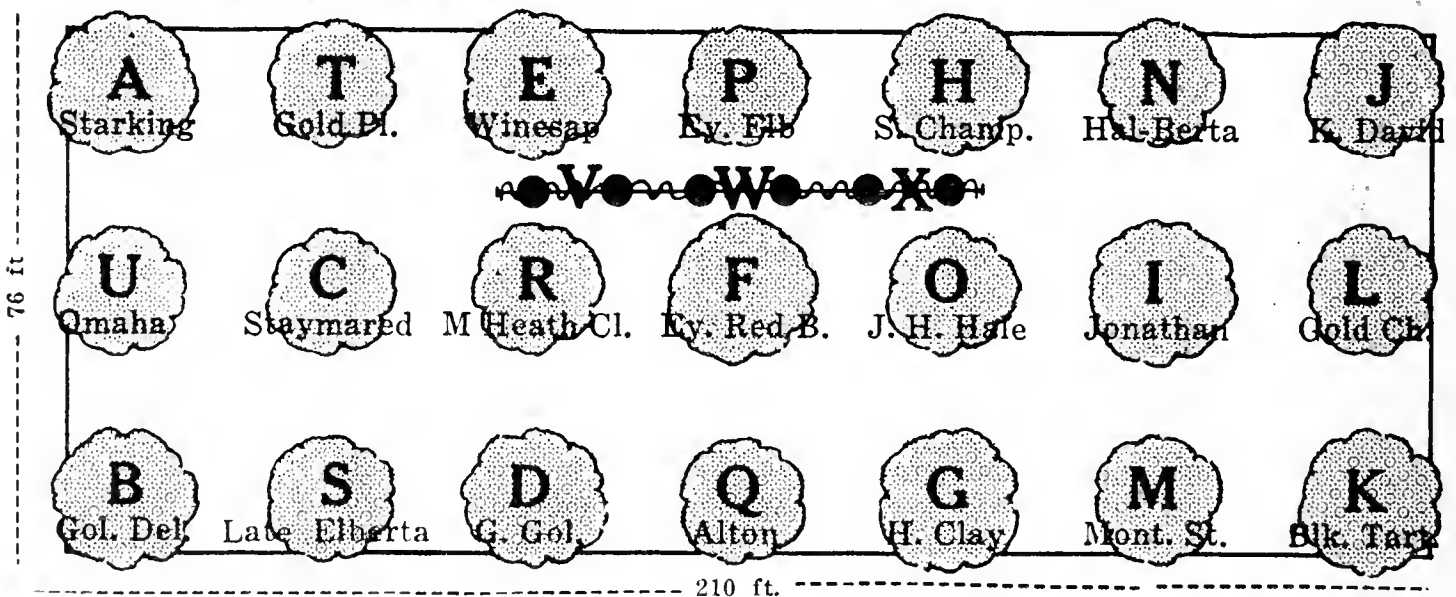 A T E P H N J
Starking Gold Pl. Winesap Ey. Elb S. Champ. Hal-Berta K. David
V W X
76 ft
U C R F O I L
Omaha Staymared M Heath Cl. Ey. Red B. J. H. Hale Jonathan Gold Ch.
B S D Q G M K
Gol. Del. Late Elberta G. Gol. Alton H. Clay Mont. St. Blk. Tart.
210 ft.